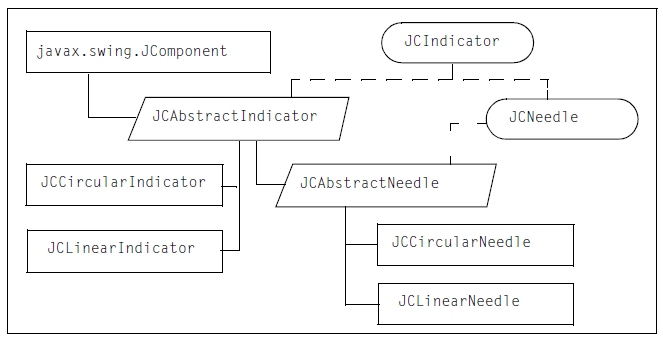 javax.swing.JComponent
JCIndicator
JCAbstractIndicator
JCNeedle
JCCircularIndicator
JCAbstractNeedle
JCLinearIndicator
JCCircularNeedle
JCLinearNeedle